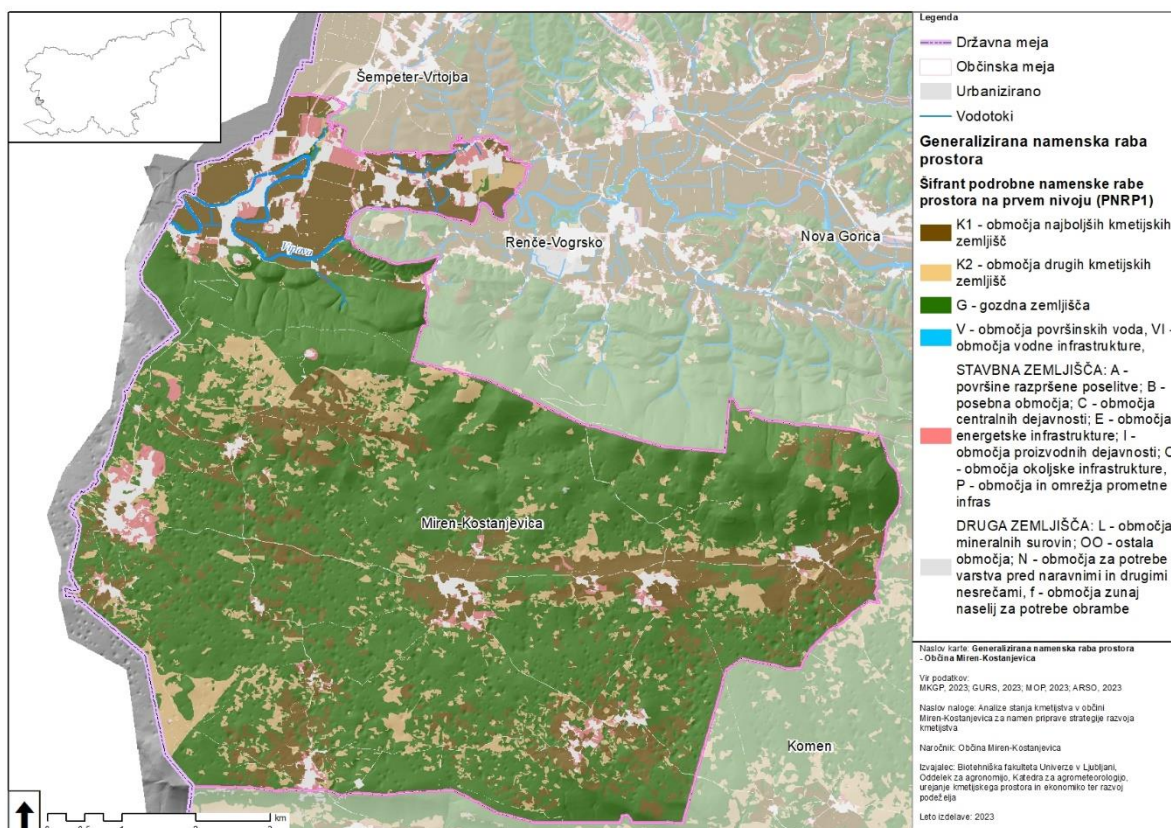 Šempeter-Vrtojba
Renče-Vogrsko
Nova Gorica
Vipava
Miren-Kostanjevica
Komen
km
Legenda
Državna meja
Občinska meja
Urbanizirano
Vodotoki
Generalizirana namenska raba
prostora
Šifrant podrobne namenske rabe
prostora na prvem nivoju (PNRP1)
K1 - območja najboljših kmetijskih
zemljišč
K2 - območja drugih kmetijskih
zemljišč
G - gozdna zemljišča
V - območja površinskih voda, VI -
območja vodne infrastrukture,
STAVBNA ZEMLJIŠČA: A -
površine razpršene poselitve; B -
posebna območja; C - območja
centralnih dejavnosti; E - območja
energetske infrastrukture; I -
območja proizvodnih dejavnosti; O
- območja okoljske infrastrukture,
P - območja in omrežja prometne
infras
DRUGA ZEMLJIŠČA: L - območja
mineralnih surovin; OO - ostala
območja; N - območja za potrebe
varstva pred naravnimi in drugimi
nesrečami, f - območja zunaj
naselij za potrebe obrambe
Naslov karte: Generalizirana namenska raba prostora
- Občina Miren-Kostanjevica
Vir podatkov:
MKGP, 2023; GURS, 2023; MOP, 2023; ARSO, 2023
Naslov naloge: Analize stanja kmetijstva v občini
Miren-Kostanjevica za namen priprave strategije razvoja
kmetijstva
Naročnik: Občina Miren-Kostanjevica
Izvajalec: Biotehniška fakulteta Univerze v Ljubljani,
Oddelek za agronomijo, Katedra za agrometeorologijo,
urejanje kmetijskega prostora in ekonomiko ter razvoj
podeželja
Leto izdelave: 2023